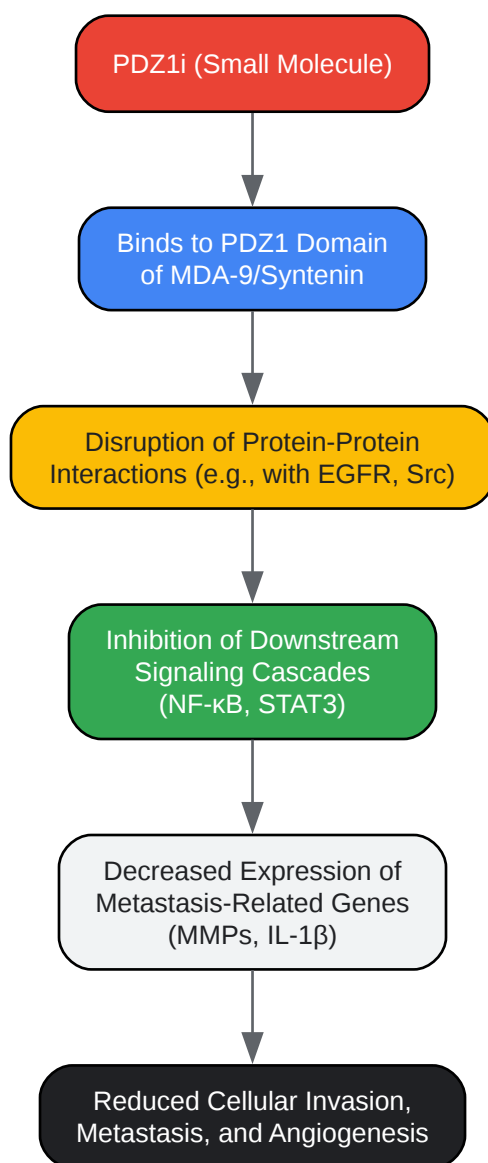 PDZ1i (Small Molecule)
Binds to PDZ1 Domain
of MDA-9/Syntenin
Disruption of Protein-Protein
Interactions (e.g., with EGFR, Src)
Inhibition of Downstream
Signaling Cascades
(NF-κB, STAT3)
Decreased Expression of
Metastasis-Related Genes
(MMPs, IL-1β)
Reduced Cellular Invasion,
Metastasis, and Angiogenesis